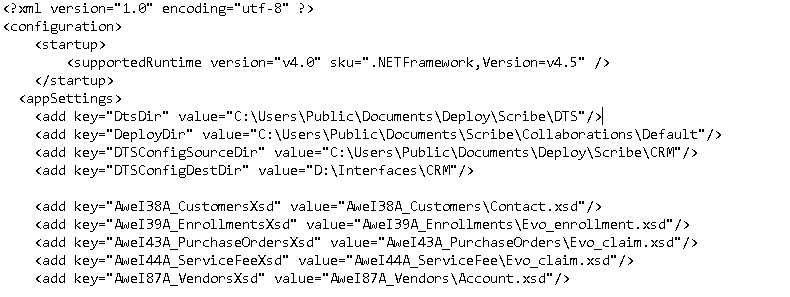 <?xml version="1.0" encoding="utf-8" ?>
<configuration>
<startup>
<supportedRuntime version="v4.0" sku=".NETFramework,Version=v4.5" />
</startup>
<appSettings>
<add key="DtsDir" value="C:\Users\Public\Documents\Deploy\Scribe\DTS"/>
<add key="DeployDir" value="C:\Users\Public\Documents\Scribe\Collaborations\Default"/>
<add key="DTSConfigSourceDir" value="C:\Users\Public\Documents\Deploy\Scribe\CRM"/>
<add key="DTSConfigDestDir" value="D:\Interfaces\CRM"/>
<add key="AweI38A_CustomersXsd" value="AweI38A_Customers\Contact.xsd"/>
<add key="AweI39A_EnrollmentsXsd" value="AweI39A_Enrollments\Evo_enrollment.xsd"/>
<add key="AweI43A_PurchaseOrdersXsd" value="AweI43A_PurchaseOrders\Evo_claim.xsd"/>
<add key="AweI44A_ServiceFeeXsd" value="AweI44A_ServiceFee\Evo_claim.xsd"/>
<add key="AweI87A_VendorsXsd" value="AweI87A_Vendors\Account.xsd"/>